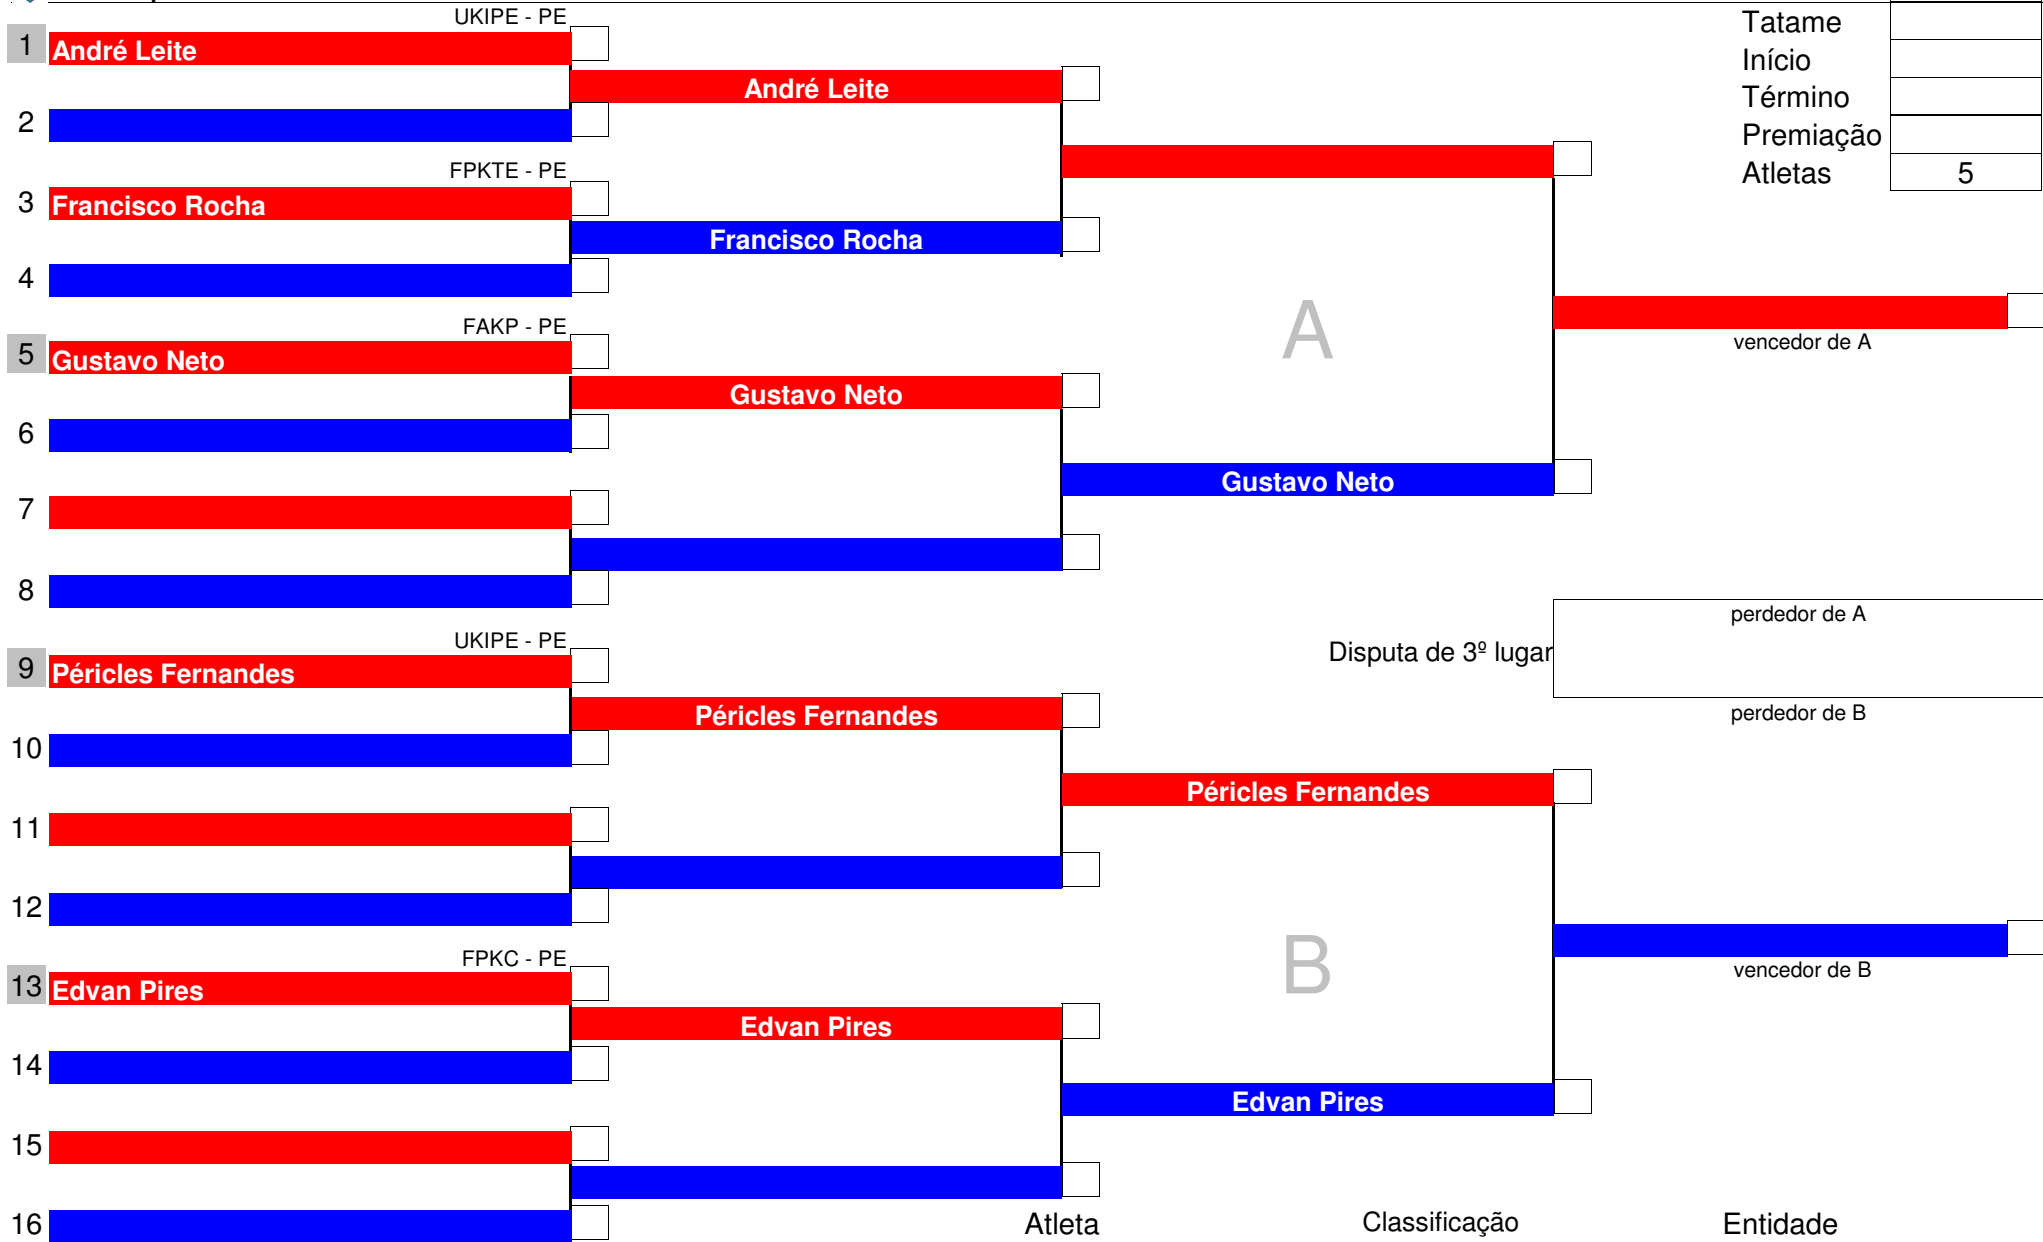 UKIPE - PE
Tatame
1 André Leite
Início
André Leite
Término
2
Premiação
FPKTE - PE
Atletas 5
3 Francisco Rocha
Francisco Rocha
4
A
FAKP - PE
vencedor de A
5 Gustavo Neto
Gustavo Neto
6
Gustavo Neto
7
8
perdedor de A
UKIPE - PE
Disputa de 3º lugar
9 Péricles Fernandes
Péricles Fernandes
perdedor de B
10
Péricles Fernandes
11
12
B
FPKC - PE
vencedor de B
13 Edvan Pires
Edvan Pires
14
Edvan Pires
15
16
Atleta Classificação Entidade